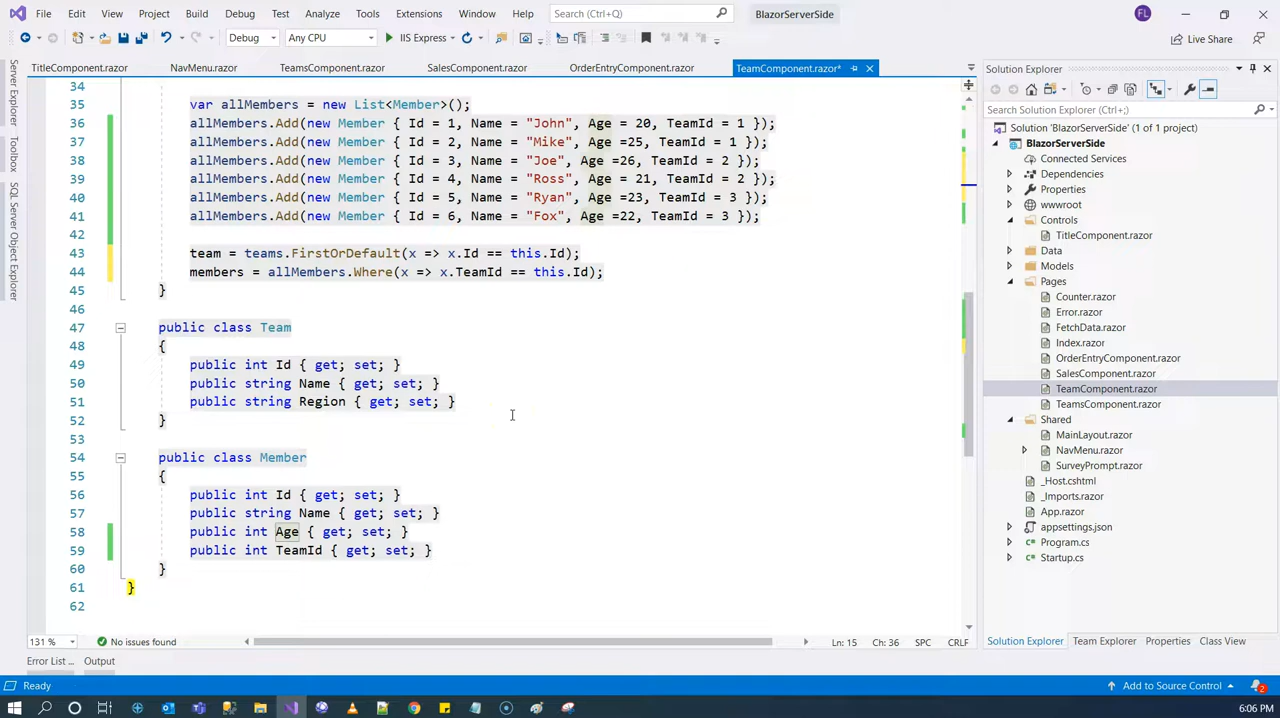 File Edit View Project Build Debug Test Analyze Tools Extensions Window Help Search (Ctrl+Q) BlazorServerSide FL
Debug Any CPU IIS Express Live Share
TitleComponent.razor NavMenu.razor TeamsComponent.razor SalesComponent.razor OrderEntryComponent.razor TeamComponent.razor*
Server Explorer
Toolbox
SQL Server Object Explorer
34
35 var allMembers = new List<Member>();
36 allMembers.Add(new Member { Id = 1, Name = "John", Age = 20, TeamId = 1 });
37 allMembers.Add(new Member { Id = 2, Name = "Mike", Age =25, TeamId = 1 });
38 allMembers.Add(new Member { Id = 3, Name = "Joe", Age =26, TeamId = 2 });
39 allMembers.Add(new Member { Id = 4, Name = "Ross", Age = 21, TeamId = 2 });
40 allMembers.Add(new Member { Id = 5, Name = "Ryan", Age =23, TeamId = 3 });
41 allMembers.Add(new Member { Id = 6, Name = "Fox", Age =22, TeamId = 3 });
42
43 team = teams.FirstOrDefault(x => x.Id == this.Id);
44 members = allMembers.Where(x => x.TeamId == this.Id);
45 }
46
47 public class Team
48 {
49 public int Id { get; set; }
50 public string Name { get; set; }
51 public string Region { get; set; }
52 }
53
54 public class Member
55 {
56 public int Id { get; set; }
57 public string Name { get; set; }
58 public int Age { get; set; }
59 public int TeamId { get; set; }
60 }
61 }
62
131 % No issues found Ln: 15 Ch: 36 SPC CRLF
Error List ... Output
Solution Explorer
Search Solution Explorer (Ctrl+;)
Solution 'BlazorServerSide' (1 of 1 project)
BlazorServerSide
Connected Services
Dependencies
Properties
wwwroot
Controls
TitleComponent.razor
Data
Models
Pages
Counter.razor
Error.razor
FetchData.razor
Index.razor
OrderEntryComponent.razor
SalesComponent.razor
TeamComponent.razor
TeamsComponent.razor
Shared
MainLayout.razor
NavMenu.razor
SurveyPrompt.razor
_Host.cshtml
_Imports.razor
App.razor
appsettings.json
Program.cs
Startup.cs
Solution Explorer Team Explorer Properties Class View
Ready Add to Source Control 2
6:06 PM